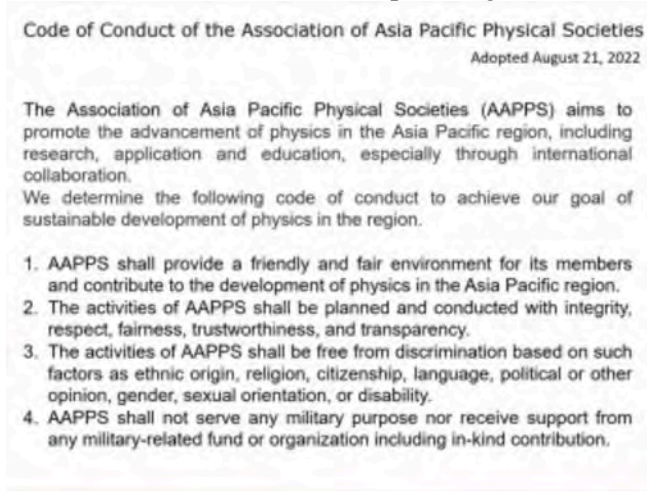 Code of Conduct of the Association of Asia Pacific Physical Societies
Adopted August 21, 2022
The Association of Asia Pacific Physical Societies (AAPPS) aims to
promote the advancement of physics in the Asia Pacific region, including
research, application and education, especially through international
collaboration.
We determine the following code of conduct to achieve our goal of
sustainable development of physics in the region.
1. AAPPS shall provide a friendly and fair environment for its members
and contribute to the development of physics in the Asia Pacific region.
2. The activities of AAPPS shall be planned and conducted with integrity,
respect, fairness, trustworthiness, and transparency.
3. The activities of AAPPS shall be free from discrimination based on such
factors as ethnic origin, religion, citizenship, language, political or other
opinion, gender, sexual orientation, or disability.
4. AAPPS shall not serve any military purpose nor receive support from
any military-related fund or organization including in-kind contribution.